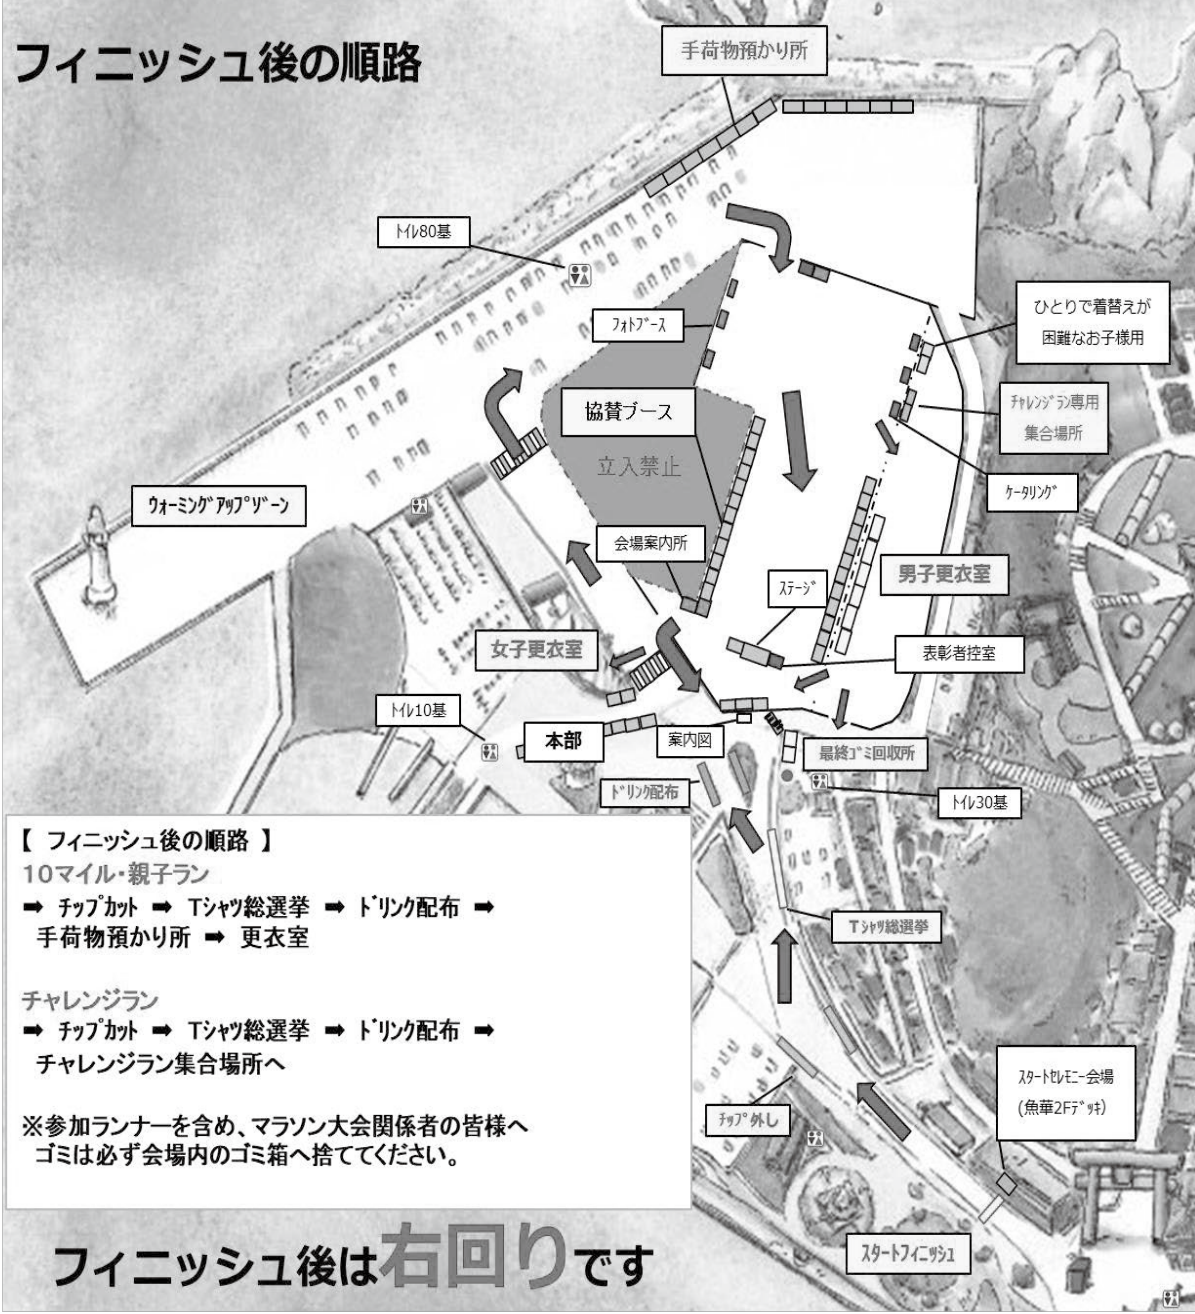 フィニッシュ後の順路
手荷物預かり所
ﾄｲﾚ80基
ﾌｫﾄﾌﾞｰｽ
ひとりで着替えが
困難なお子様用
協賛ブース
ﾁｬﾚﾝｼﾞﾗﾝ専用
集合場所
立入禁止
ｹｰﾀﾘﾝｸﾞ
ｳｫｰﾐﾝｸﾞｱｯﾌﾟｿﾞｰﾝ
会場案内所
男子更衣室
ｽﾃｰｼﾞ
女子更衣室
表彰者控室
ﾄｲﾚ10基
本部
案内図
最終ｺﾞﾐ回収所
ﾄﾞﾘﾝｸ配布
ﾄｲﾚ30基
【 フィニッシュ後の順路 】
10マイル・親子ラン
➡ ﾁｯﾌﾟｶｯﾄ ➡ Tｼｬﾂ総選挙 ➡ ﾄﾞﾘﾝｸ配布 ➡
手荷物預かり所 ➡ 更衣室
チャレンジラン
➡ ﾁｯﾌﾟｶｯﾄ ➡ Tｼｬﾂ総選挙 ➡ ﾄﾞﾘﾝｸ配布 ➡
チャレンジラン集合場所へ
※参加ランナーを含め、マラソン大会関係者の皆様へ
ゴミは必ず会場内のゴミ箱へ捨ててください。
Tｼｬﾂ総選挙
ｽﾀｰﾄｾﾚﾓﾆｰ会場
(魚華2Fﾃﾞｯｷ)
ﾁｯﾌﾟ外し
ｽﾀｰﾄﾌｨﾆｯｼｭ
フィニッシュ後は右回りです